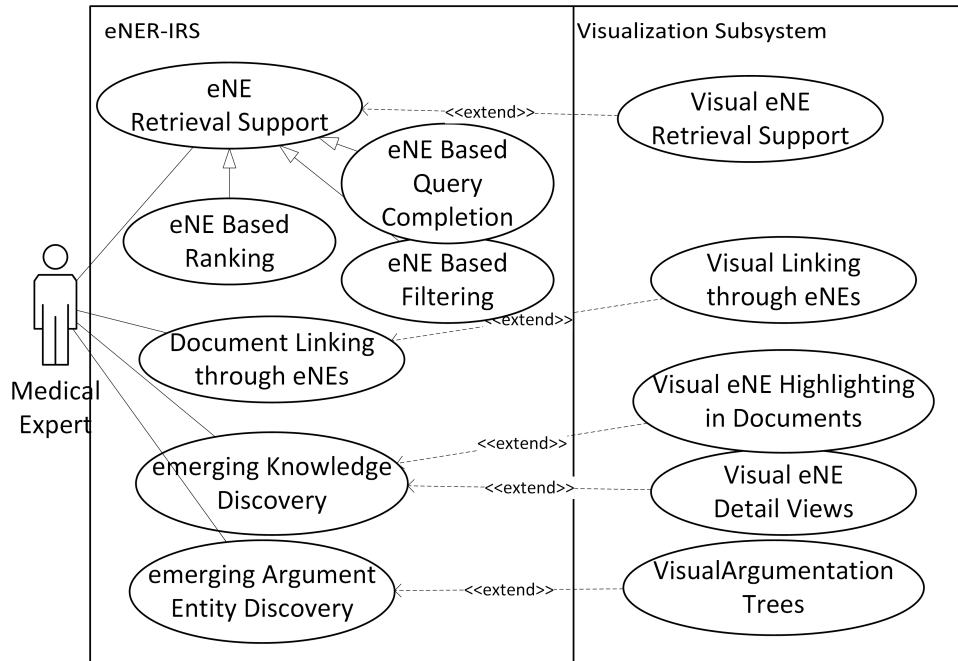 eNER-IRS
Visualization Subsystem
eNE
Retrieval Support
<<extend>>
Visual eNE
Retrieval Support
eNE Based
Query
Completion
eNE Based
Ranking
eNE Based
Filtering
Visual Linking
through eNEs
<<extend>>
Document Linking
through eNEs
Medical
Expert
Visual eNE Highlighting
in Documents
<<extend>>
emerging Knowledge
Discovery
<<extend>>
Visual eNE
Detail Views
emerging Argument
Entity Discovery
<<extend>>
VisualArgumentation
Trees